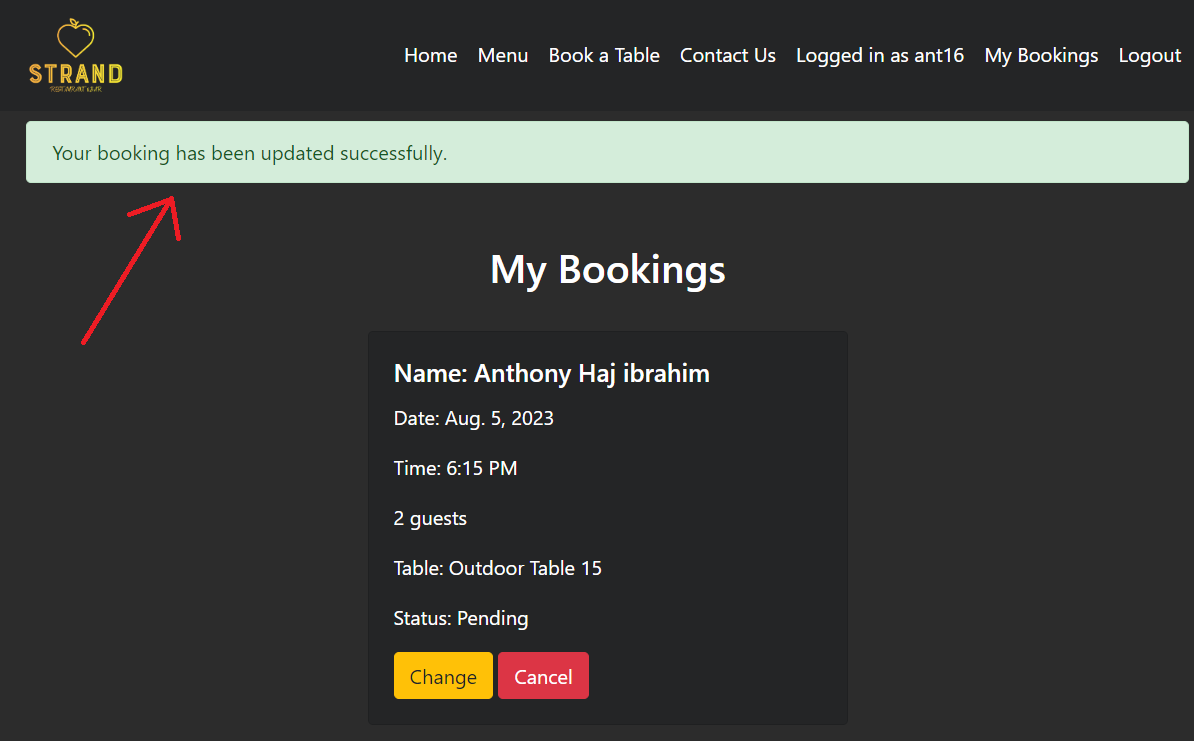 STRAND
RESTAURANT & BAR
Home Menu Book a Table Contact Us Logged in as ant16 My Bookings Logout
Your booking has been updated successfully.
My Bookings
Name: Anthony Haj ibrahim
Date: Aug. 5, 2023
Time: 6:15 PM
2 guests
Table: Outdoor Table 15
Status: Pending
Change Cancel